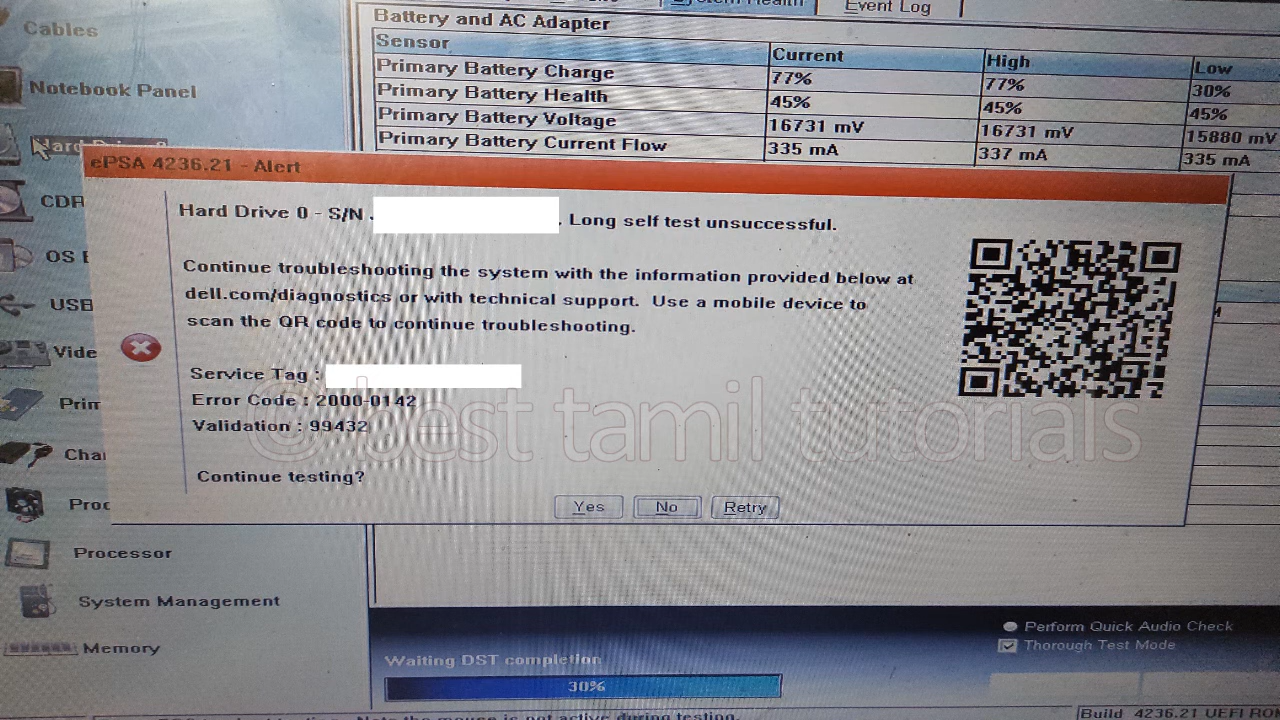 Event Log
Cables
Battery and AC Adapter
Sensor Current High Low
Primary Battery Charge 77% 77% 30%
Primary Battery Health 45% 45% 45%
Primary Battery Voltage 16731 mV 16731 mV 15880 mV
Primary Battery Current Flow 335 mA 337 mA 335 mA
Notebook Panel
ePSA 4236.21 - Alert
Hard Drive 0 - S/N
. Long self test unsuccessful.
Continue troubleshooting the system with the information provided below at
dell.com/diagnostics or with technical support. Use a mobile device to
scan the QR code to continue troubleshooting.
Service Tag :
Error Code : 2000-0142
Validation : 99432
© best tamil tutorials
Continue testing?
Yes No Retry
OS
USB
Processor
System Management
Memory
Perform Quick Audio Check
Thorough Test Mode
Waiting DST completion
30%
Build 4236.21 UEFI